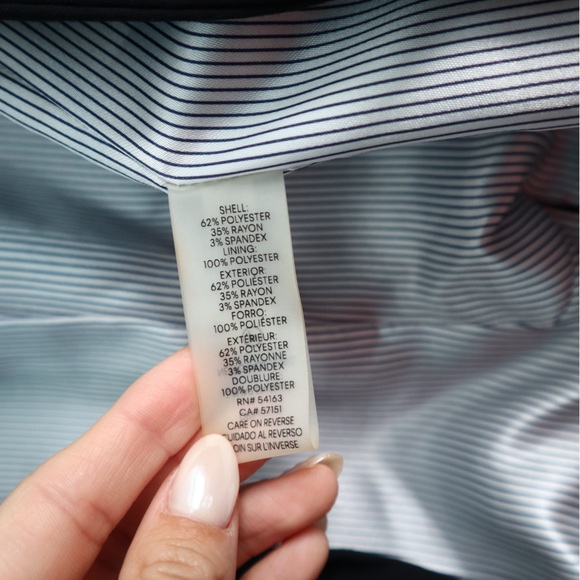 SHELL:
62% POLYESTER
35% RAYON
3% SPANDEX
LINING:
100% POLYESTER
EXTERIOR:
62% POLIÉSTER
35% RAYON
3% SPANDEX
FORRO:
100% POLIÉSTER
EXTÉRIEUR:
62% POLYESTER
35% RAYONNE
3% SPANDEX
DOUBLURE:
100% POLYESTER
RN# 54163
CA# 57151
CARE ON REVERSE
CUIDADO AL REVERSO
SUR L'INVERSE